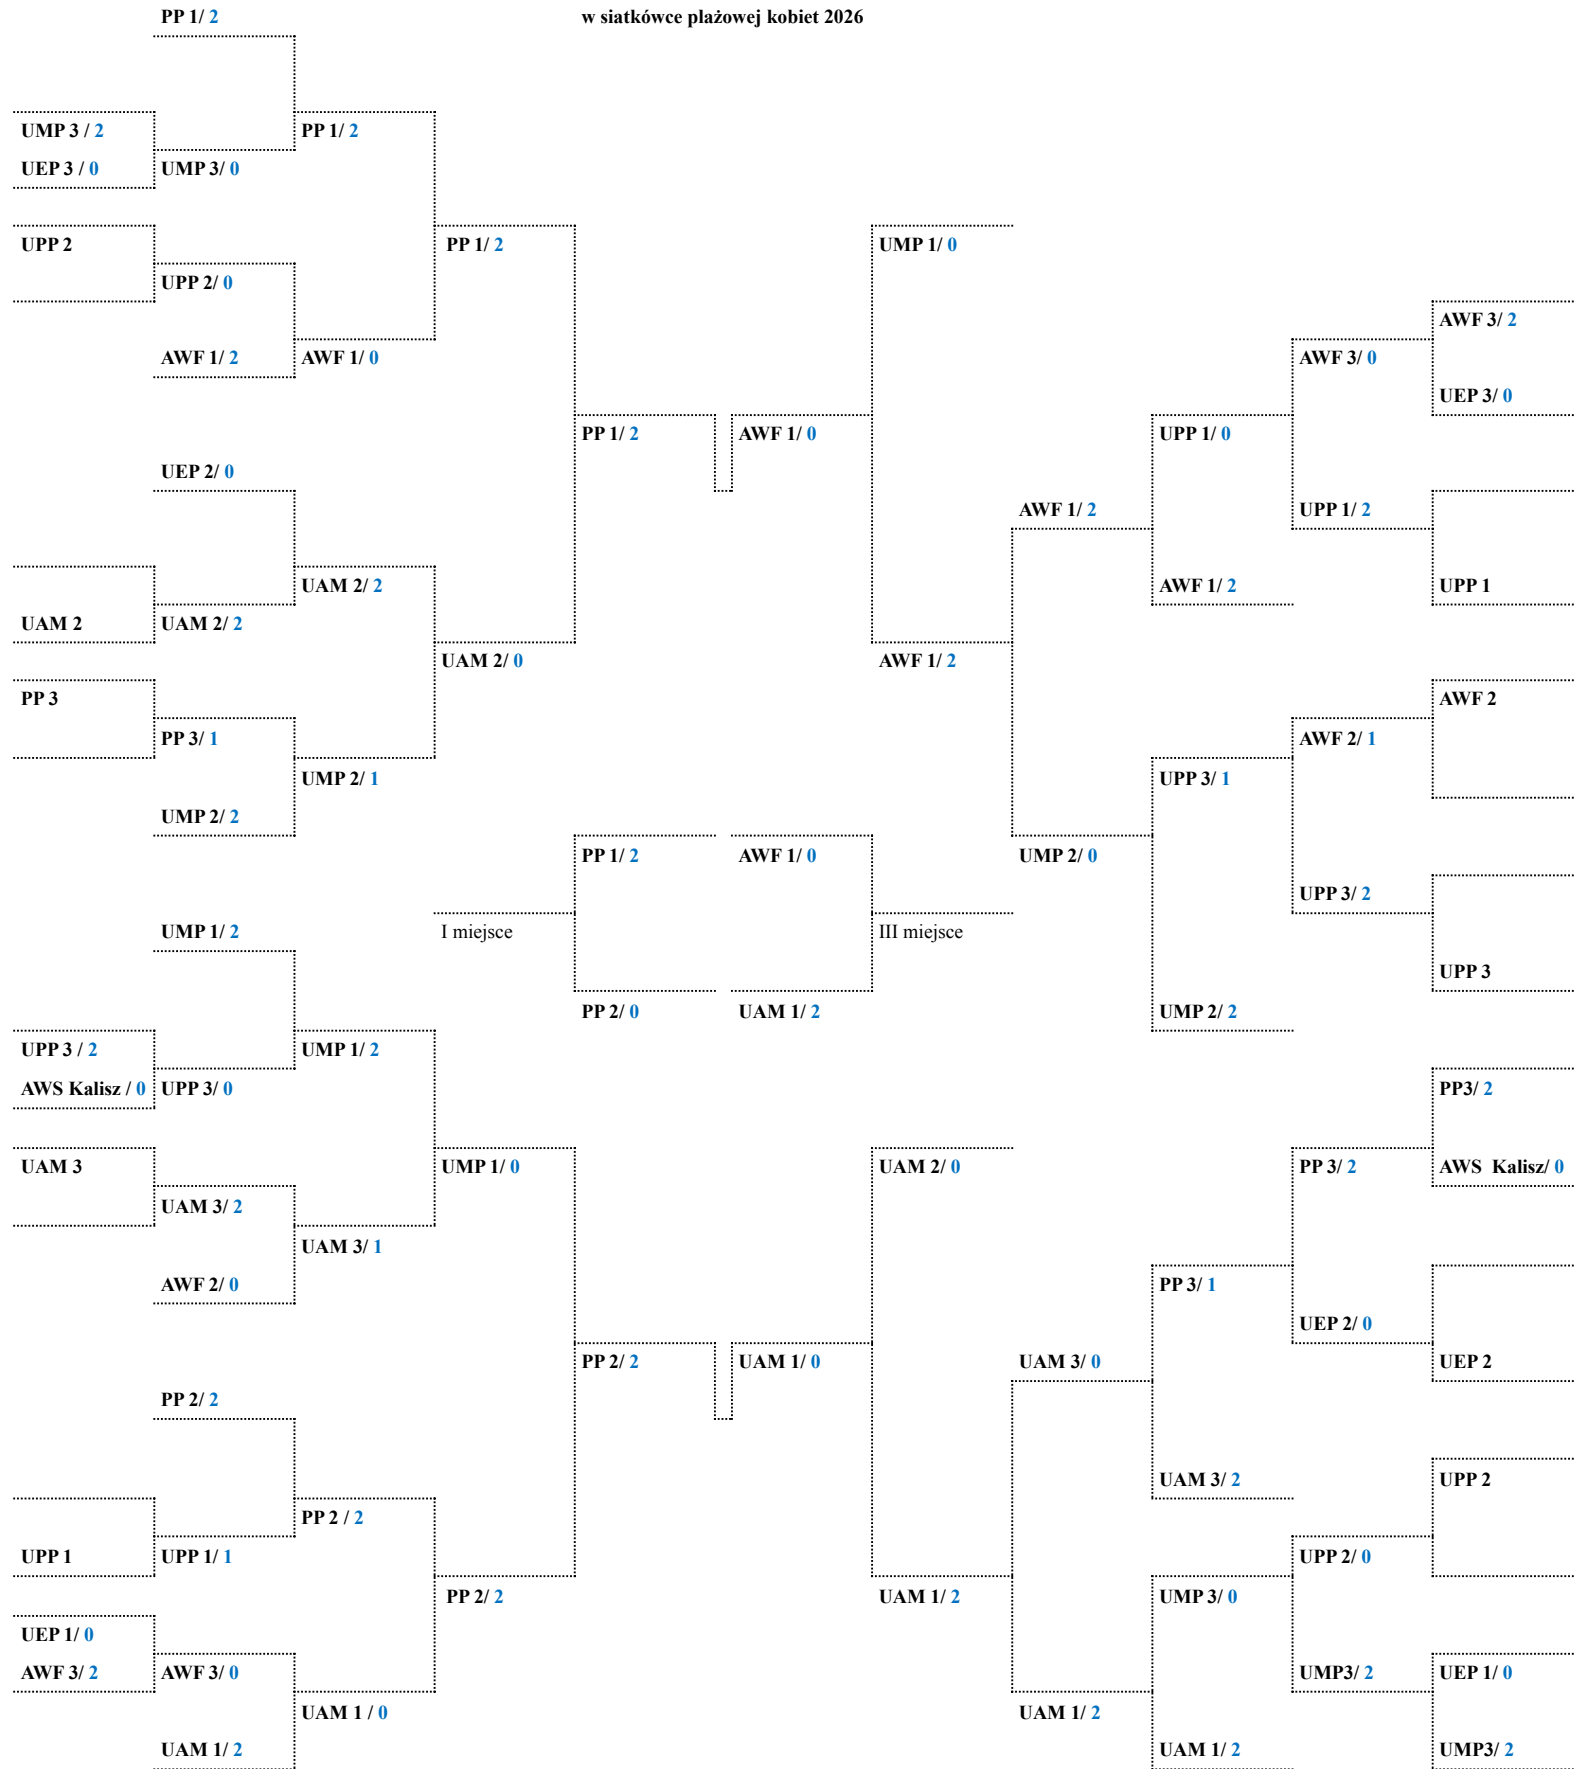 PP 1/ 2 w siatkówce plażowej kobiet 2026
UMP 3 / 2 PP 1/ 2
UEP 3 / 0 UMP 3/ 0
UPP 2 PP 1/ 2 UMP 1/ 0
UPP 2/ 0
AWF 3/ 2
AWF 1/ 2 AWF 1/ 0 AWF 3/ 0
UEP 3/ 0
PP 1/ 2 AWF 1/ 0 UPP 1/ 0
UEP 2/ 0
AWF 1/ 2 UPP 1/ 2
UAM 2/ 2 AWF 1/ 2 UPP 1
UAM 2 UAM 2/ 2
UAM 2/ 0 AWF 1/ 2
PP 3 AWF 2
PP 3/ 1 AWF 2/ 1
UMP 2/ 1 UPP 3/ 1
UMP 2/ 2
PP 1/ 2 AWF 1/ 0 UMP 2/ 0
UPP 3/ 2
UMP 1/ 2 I miejsce III miejsce
UPP 3
PP 2/ 0 UAM 1/ 2 UMP 2/ 2
UPP 3 / 2 UMP 1/ 2
AWS Kalisz / 0 UPP 3/ 0 PP3/ 2
UAM 3 UMP 1/ 0 UAM 2/ 0 PP 3/ 2 AWS Kalisz/ 0
UAM 3/ 2
UAM 3/ 1
AWF 2/ 0 PP 3/ 1
UEP 2/ 0
PP 2/ 2 UAM 1/ 0 UAM 3/ 0 UEP 2
PP 2/ 2
UAM 3/ 2 UPP 2
PP 2 / 2
UPP 1 UPP 1/ 1 UPP 2/ 0
PP 2/ 2 UAM 1/ 2 UMP 3/ 0
UEP 1/ 0
AWF 3/ 2 AWF 3/ 0 UMP3/ 2 UEP 1/ 0
UAM 1 / 0 UAM 1/ 2
UAM 1/ 2 UAM 1/ 2 UMP3/ 2